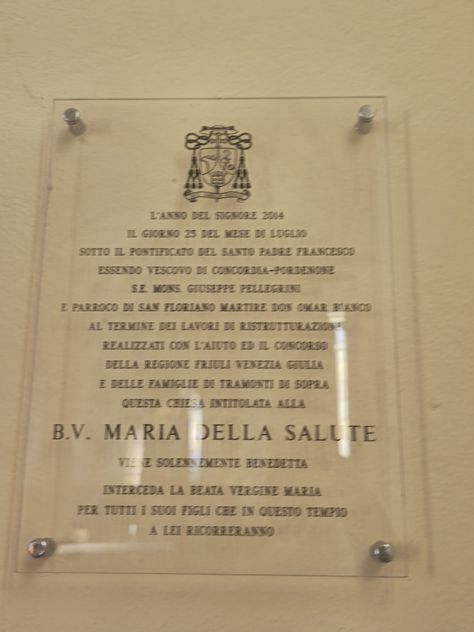 L'ANNO DEL SIGNORE 2014
IL GIORNO 25 DEL MESE DI LUGLIO
SOTTO IL PONTIFICATO DEL SANTO PADRE FRANCESCO
ESSENDO VESCOVO DI CONCORDIA-PORDENONE
S.E. MONS. GIUSEPPE PELLEGRINI
E PARROCO DI SAN FLORIANO MARTIRE DON OMAR BIANCO
AL TERMINE DEI LAVORI DI RISTRUTTURAZIONE
REALIZZATI CON L'AIUTO ED IL CONCORSO
DELLA REGIONE FRIULI VENEZIA GIULIA
E DELLE FAMIGLIE DI TRAMONTI DI SOPRA
QUESTA CHIESA INTITOLATA ALLA
B.V. MARIA DELLA SALUTE
VIENE SOLENNEMENTE BENEDETTA
INTERCEDA LA BEATA VERGINE MARIA
PER TUTTI I SUOI FIGLI CHE IN QUESTO TEMPIO
A LEI RICORRERANNO